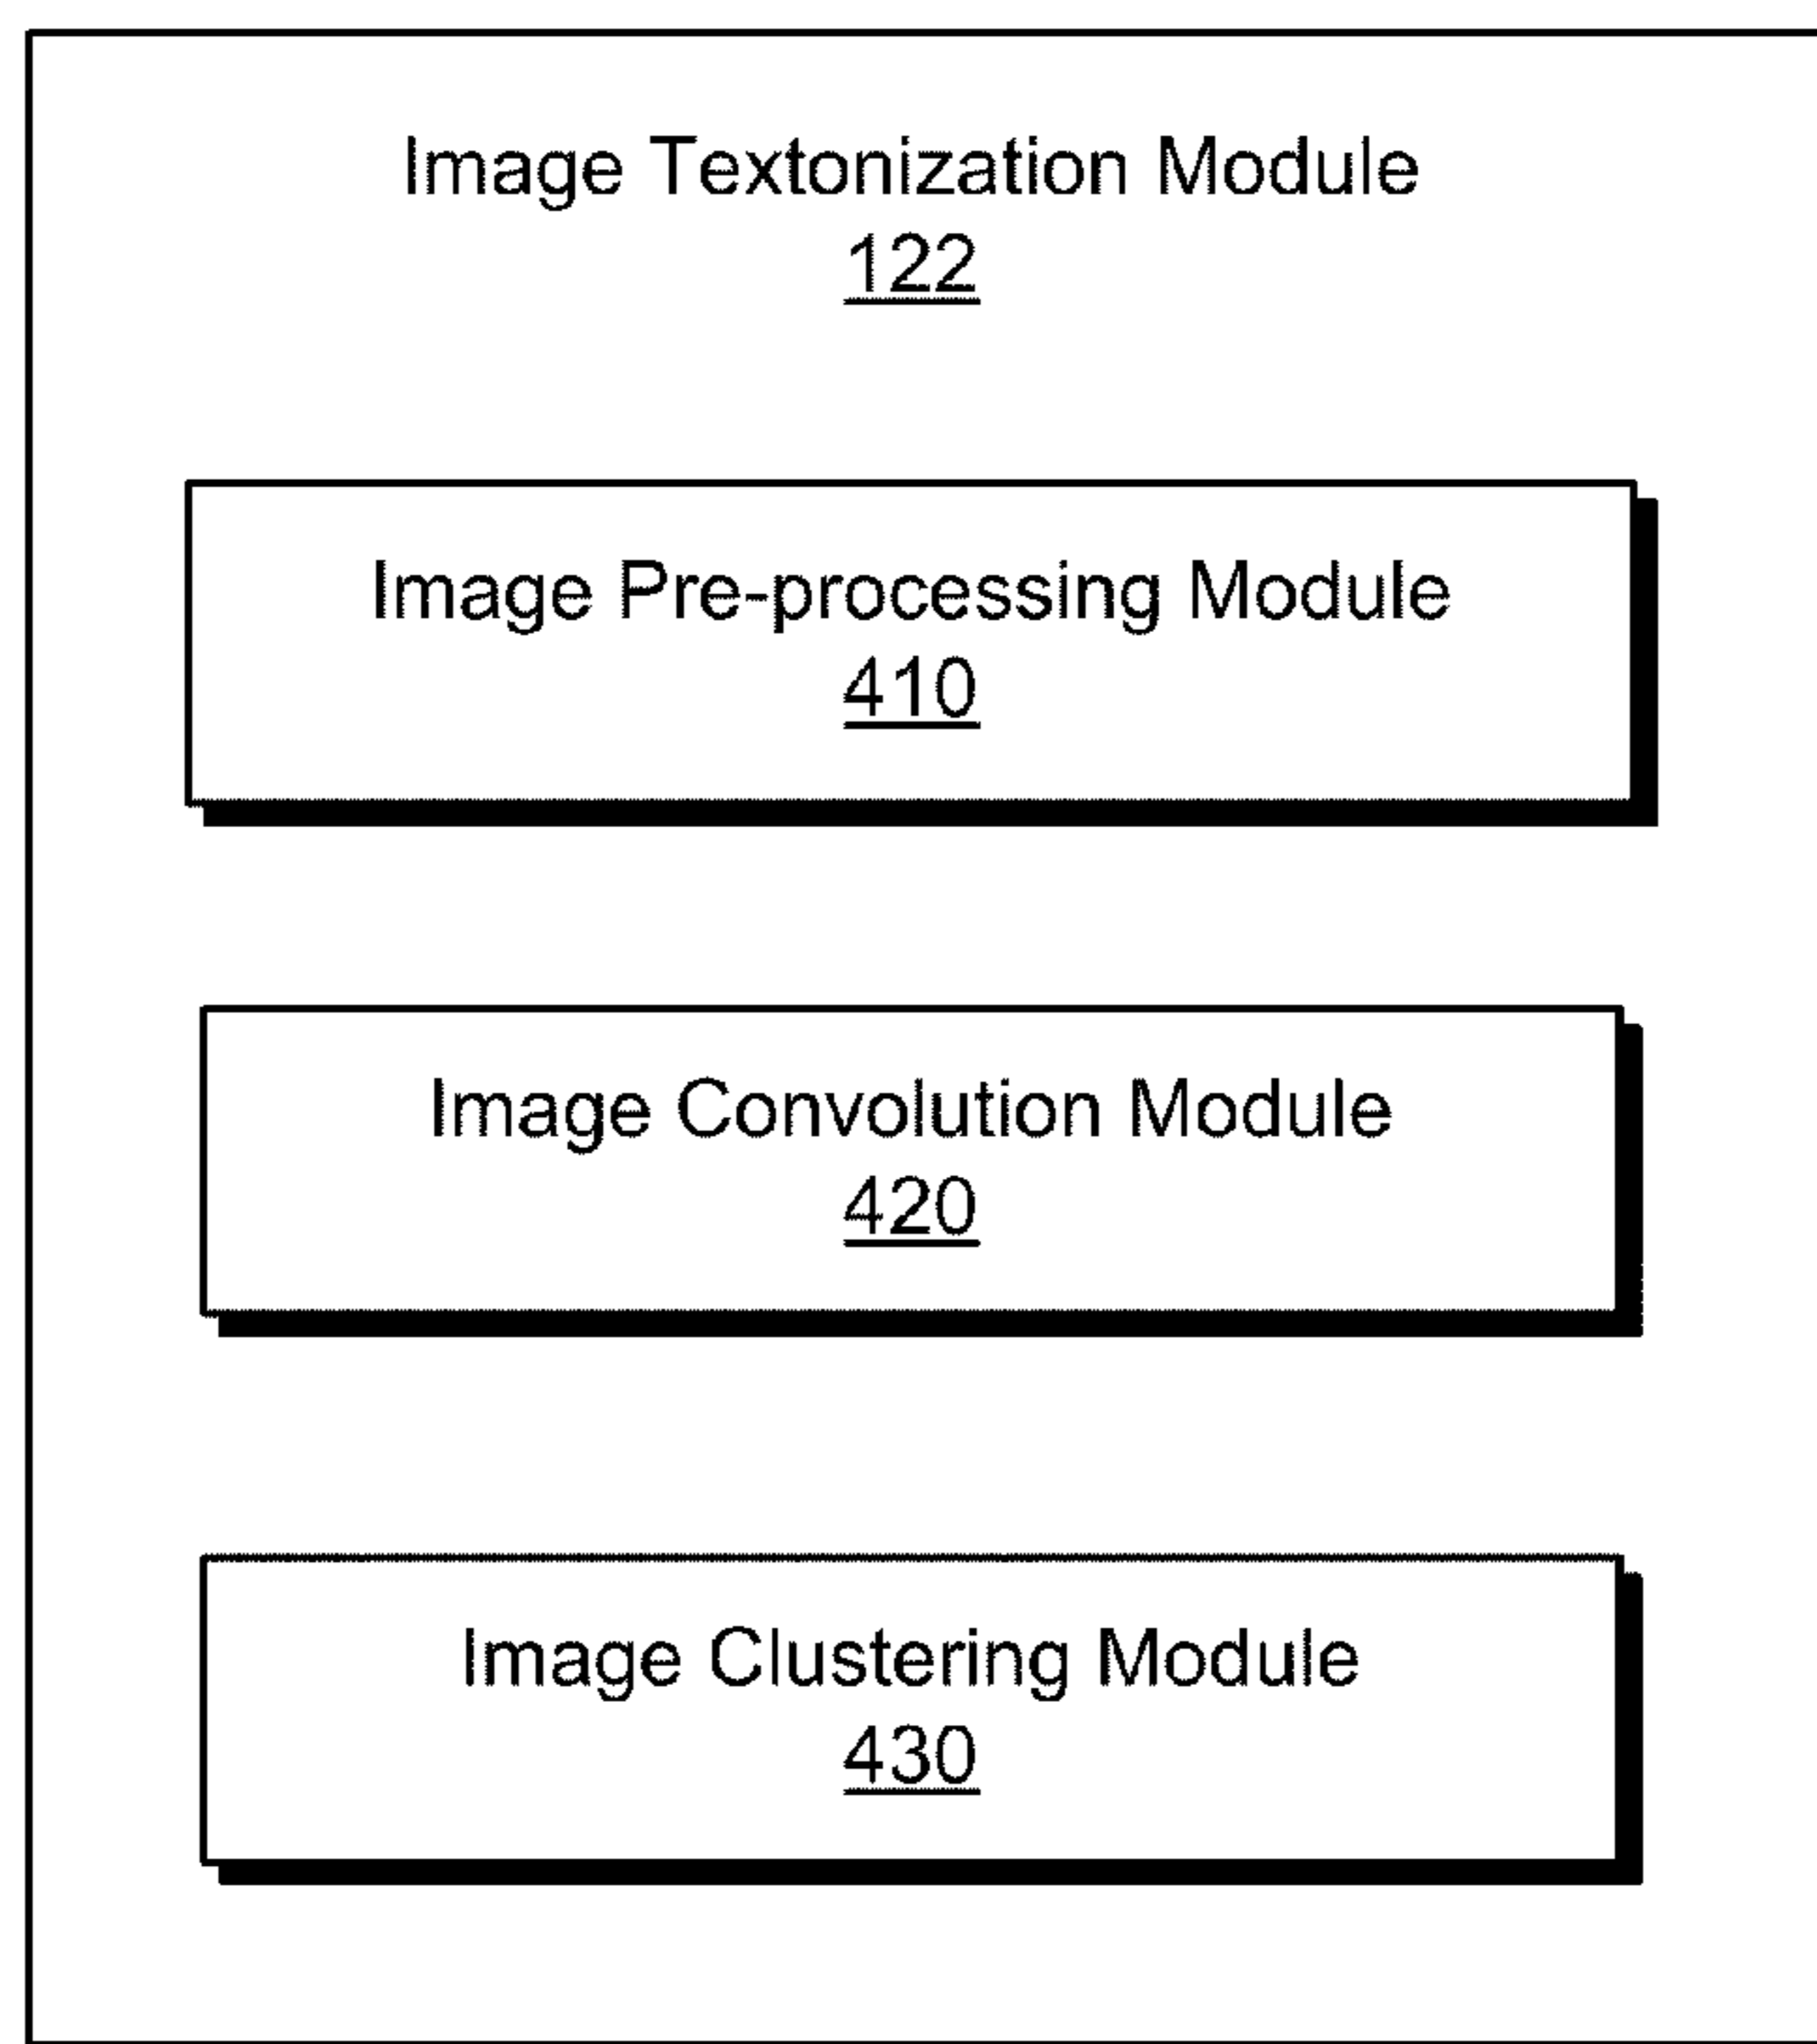 Image Textonization Module
122
Image Pre-processing Module
410
Image Convolution Module
420
Image Clustering Module
430